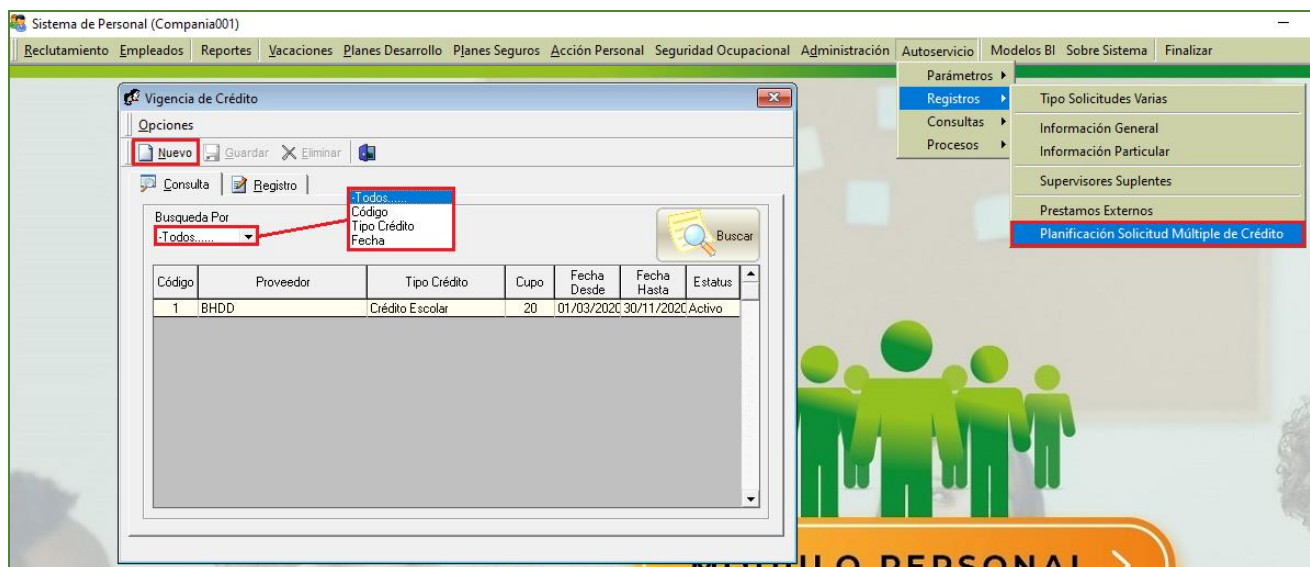 Sistema de Personal (Compania001)
Reclutamiento Empleados Reportes Vacaciones Planes Desarrollo Planes Seguros Acción Personal Seguridad Ocupacional Administración Autoservicio Modelos BI Sobre Sistema Finalizar
Parámetros
Registros
Consultas
Procesos
Tipo Solicitudes Varias
Información General
Información Particular
Supervisores Suplentes
Prestamos Externos
Planificación Solicitud Múltiple de Crédito
Vigencia de Crédito
Opciones
Nuevo Guardar Eliminar
Consulta Registro
Busqueda Por
-Todos......
-Todos......
Código
Tipo Crédito
Fecha
Buscar
Código Proveedor Tipo Crédito Cupo Fecha Desde Fecha Hasta Estatus
1 BHDD Crédito Escolar 20 01/03/2020 30/11/2020 Activo
MÓDULO PERSONAL